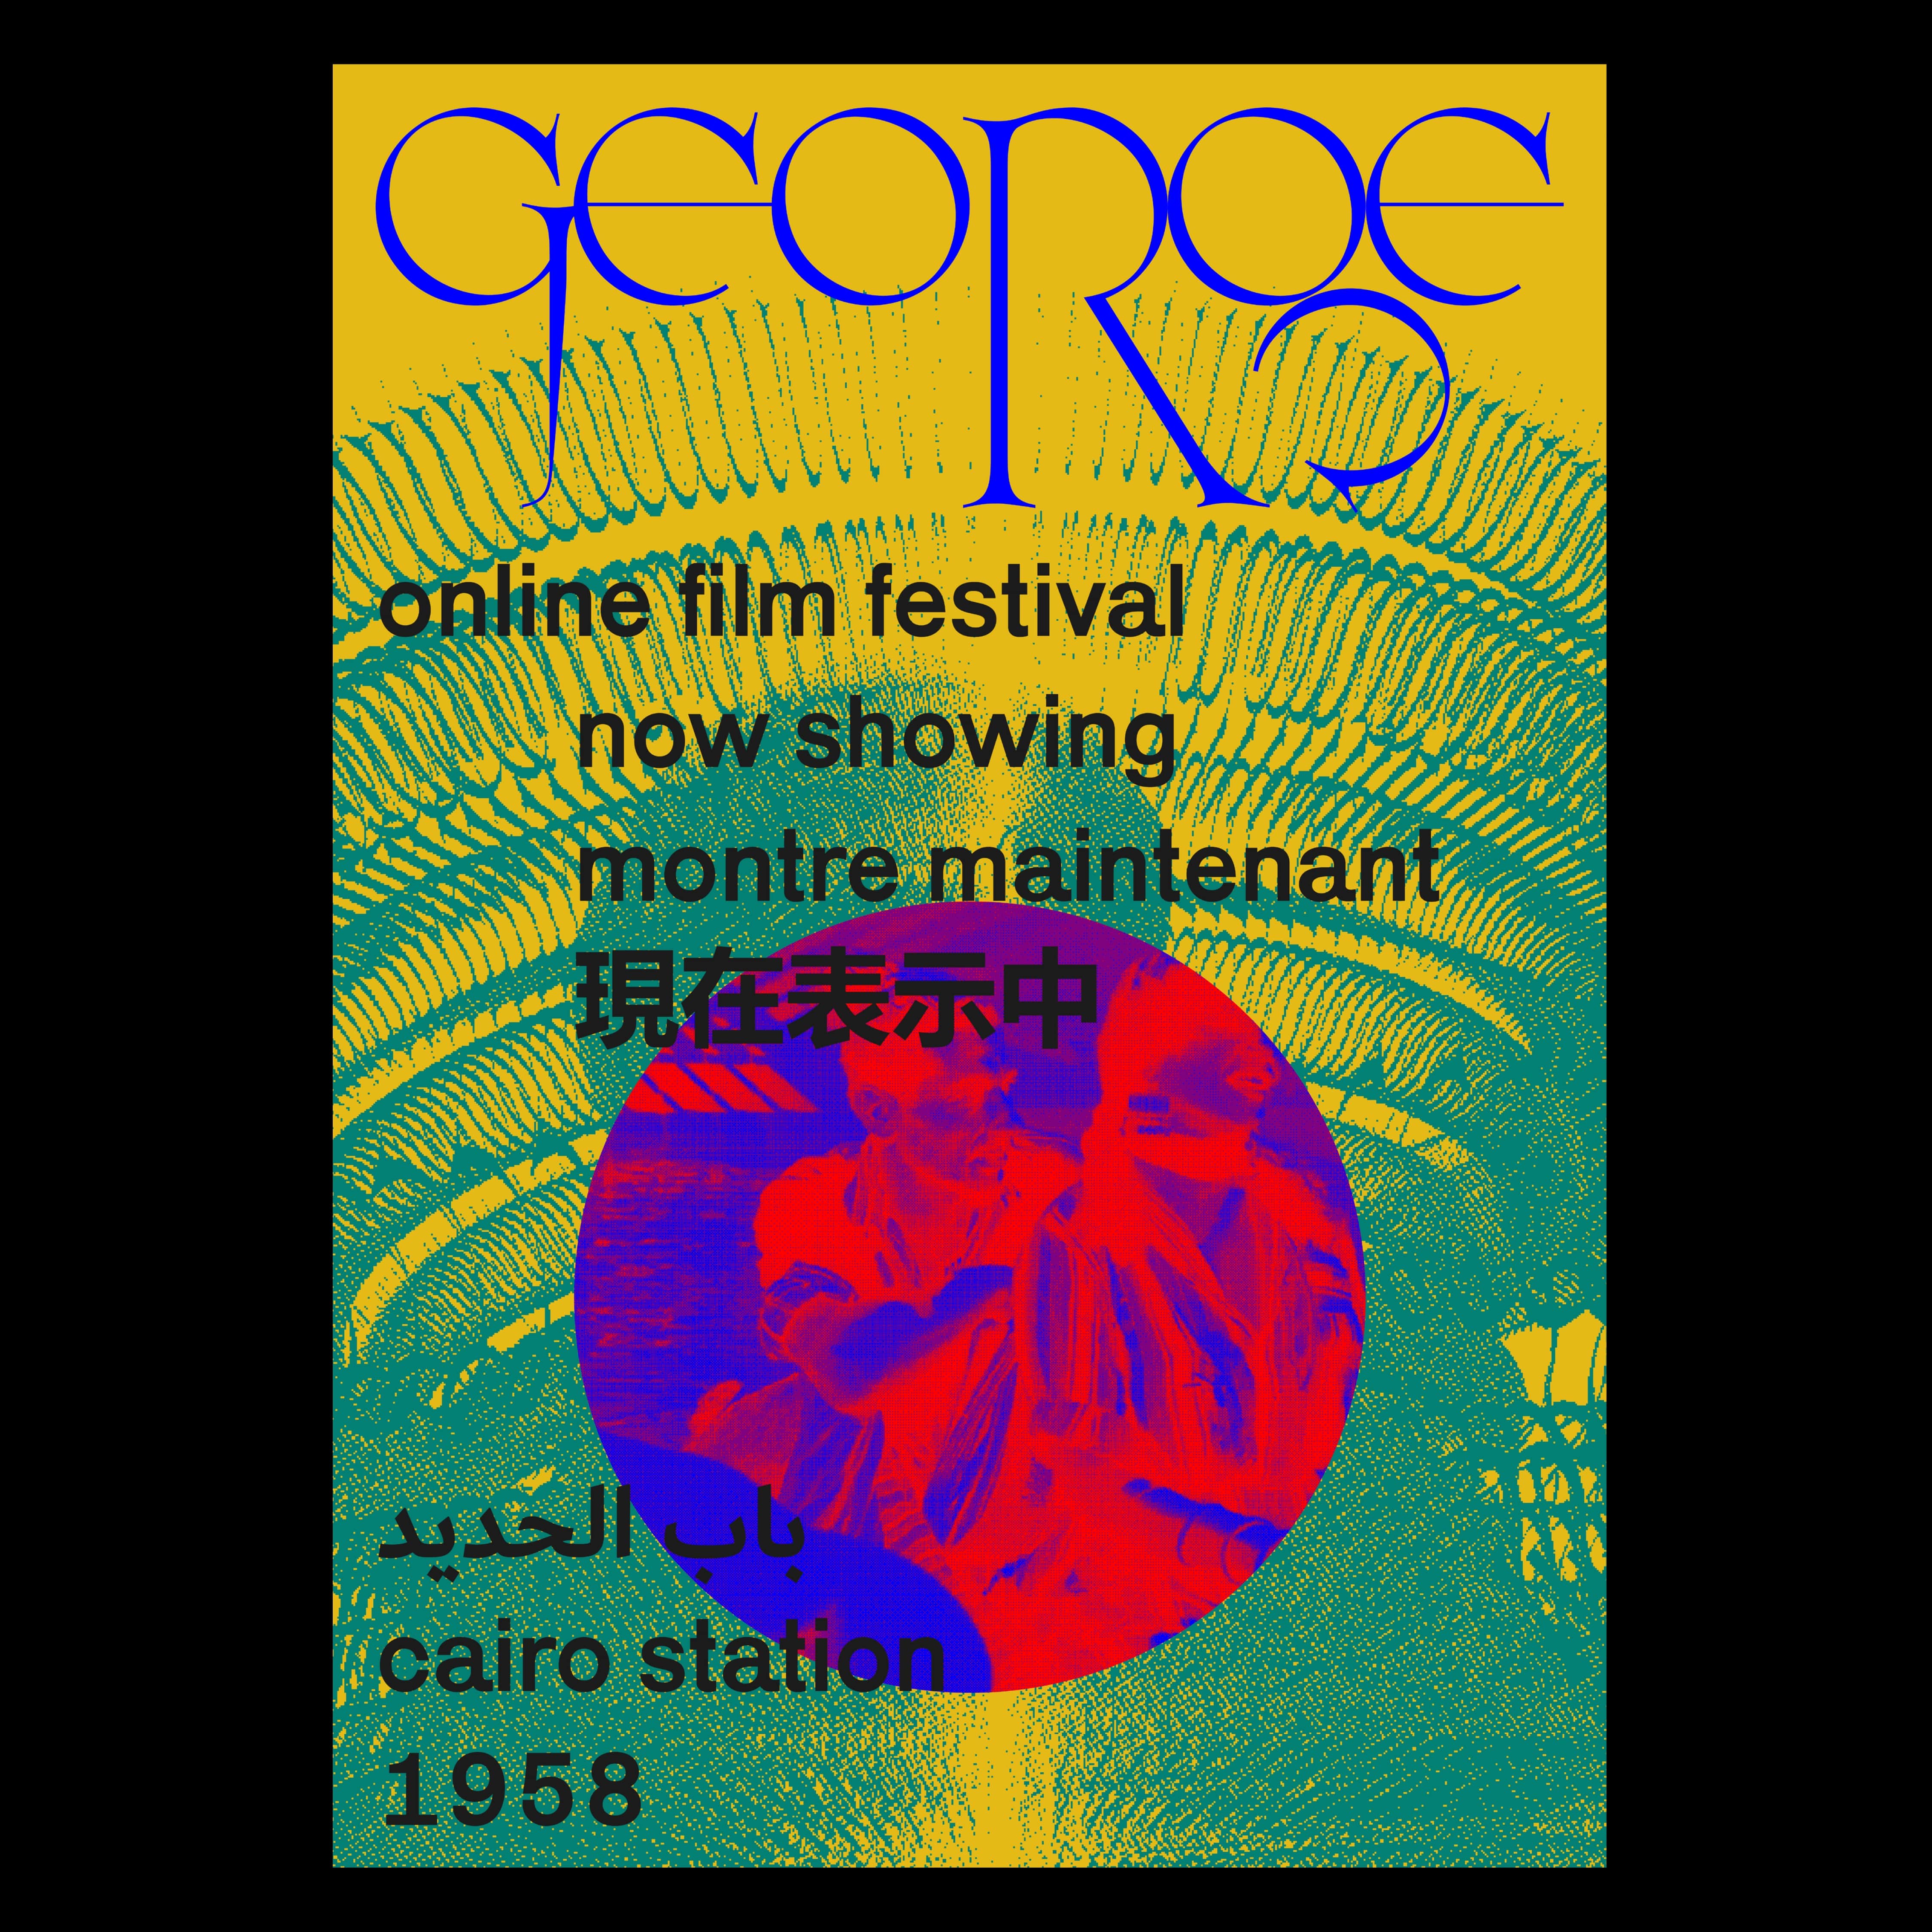 GEORGE
online film festival
now showing
montre maintenant
現在表示中
باب الحديد
cairo station
1958